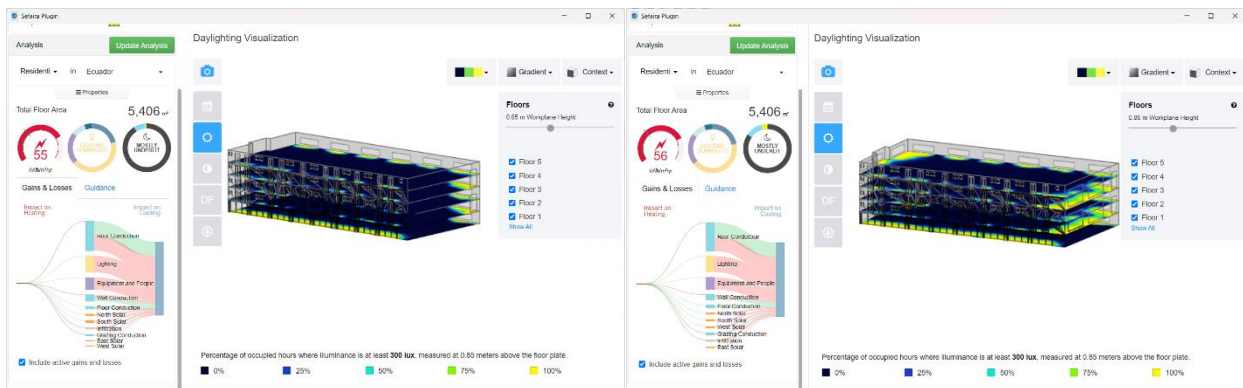 Sefaira Plugin
Analysis
Update Analysis
Residenti in Ecuador
Properties
Total Floor Area 5,406 m²
55
kWh/m²/yr
MOSTLY
UNDERLIT
Gains & Losses Guidance
Impact on
Heating
Impact on
Cooling
Roof Conduction
Lighting
Equipment and People
Wall Conduction
Floor Conduction
North Solar
South Solar
Infiltration
Glazing Conduction
East Solar
West Solar
Include active gains and losses
Daylighting Visualization
Gradient
Context
DF
Floors
0.85 m Workplane Height
Floor 5
Floor 4
Floor 3
Floor 2
Floor 1
Show All
Percentage of occupied hours where illuminance is at least 300 lux, measured at 0.85 meters above the floor plate.
0% 25% 50% 75% 100%
Sefaira Plugin
Analysis
Update Analysis
Residenti in Ecuador
Properties
Total Floor Area 5,406 m²
56
kWh/m²/yr
MOSTLY
UNDERLIT
Gains & Losses Guidance
Impact on
Heating
Impact on
Cooling
Roof Conduction
Lighting
Equipment and People
Wall Conduction
Floor Conduction
North Solar
South Solar
West Solar
Glazing Conduction
Infiltration
East Solar
Include active gains and losses
Daylighting Visualization
Gradient
Context
DF
Floors
0.85 m Workplane Height
Floor 5
Floor 4
Floor 3
Floor 2
Floor 1
Show All
Percentage of occupied hours where illuminance is at least 300 lux, measured at 0.85 meters above the floor plate.
0% 25% 50% 75% 100%